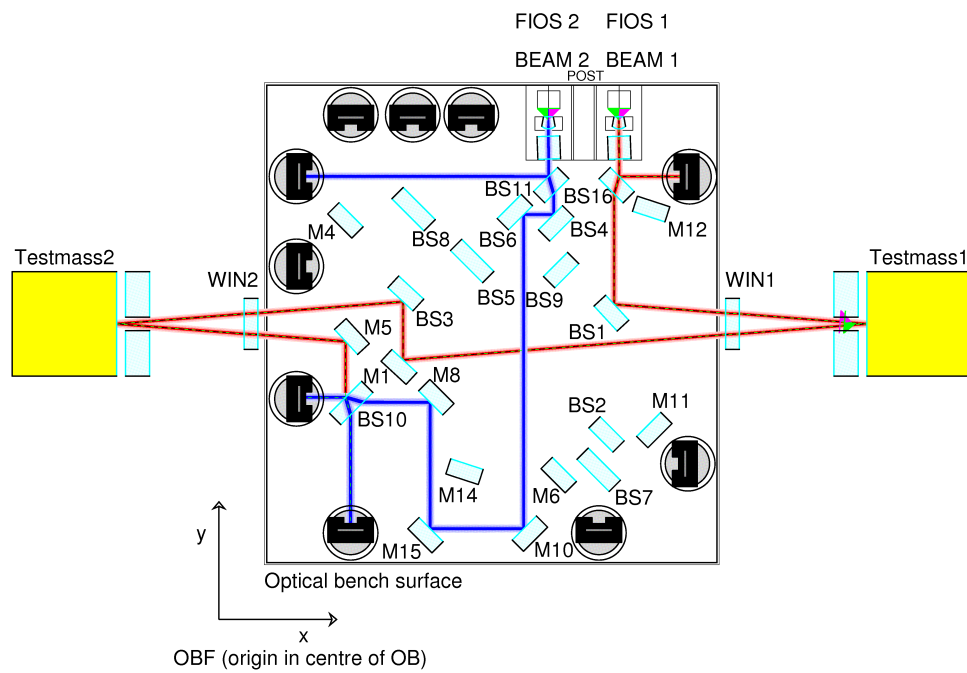 FIOS 2 FIOS 1
BEAM 2 BEAM 1
POST
BS11 BS16
M4 BS8 BS6 BS4 M12
Testmass2 WIN2 BS5 BS9 WIN1 Testmass1
BS3 BS1
M5
M1 M8
BS10 BS2 M11
M14 M6 BS7
M15 M10
y
Optical bench surface
x
OBF (origin in centre of OB)